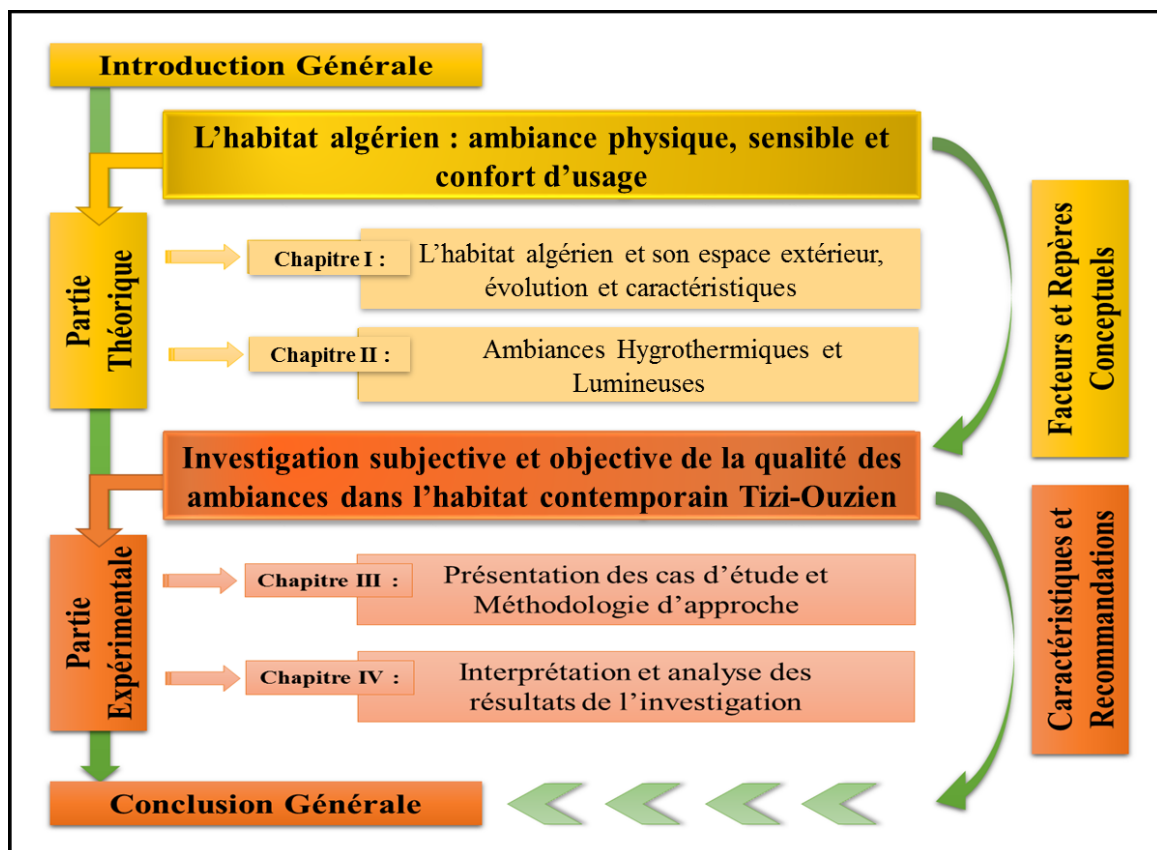 Introduction Générale
L’habitat algérien : ambiance physique, sensible et
confort d’usage
Partie
Théorique
Chapitre I :
L’habitat algérien et son espace extérieur,
évolution et caractéristiques
Chapitre II :
Ambiances Hygrothermiques et
Lumineuses
Facteurs et Repères
Conceptuels
Investigation subjective et objective de la qualité des
ambiances dans l’habitat contemporain Tizi-Ouzien
Partie
Expérimentale
Chapitre III :
Présentation des cas d’étude et
Méthodologie d’approche
Chapitre IV :
Interprétation et analyse des
résultats de l’investigation
Caractéristiques et
Recommandations
Conclusion Générale